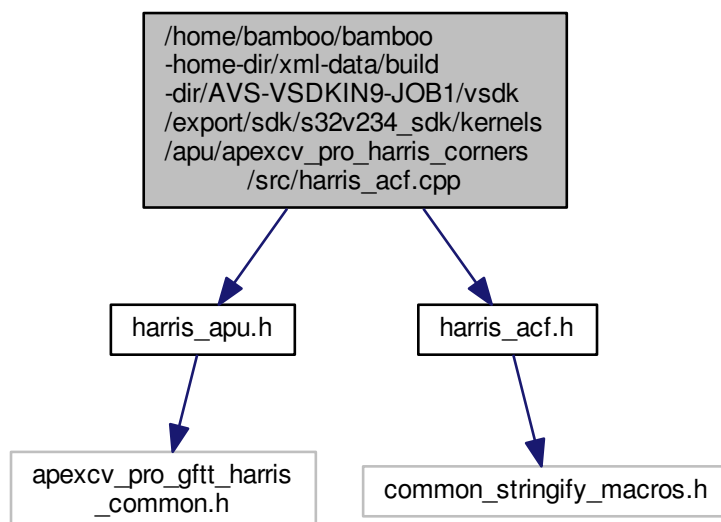 /home/bamboo/bamboo
-home-dir/xml-data/build
-dir/AVS-VSDKIN9-JOB1/vsdk
/export/sdk/s32v234_sdk/kernels
/apu/apexcv_pro_harris_corners
/src/harris_acf.cpp
harris_apu.h
harris_acf.h
apexcv_pro_gftt_harris
_common.h
common_stringify_macros.h